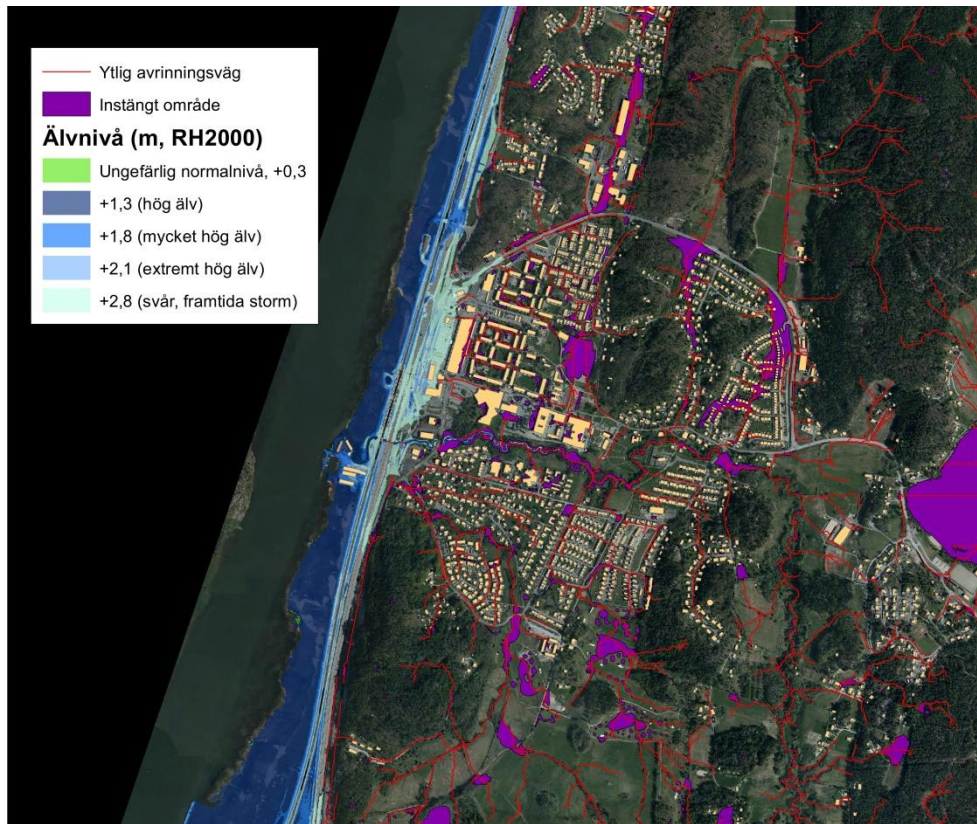 Ytlig avrinningsväg
Instängt område
Älvnivå (m, RH2000)
Ungefärlig normalnivå, +0,3
+1,3 (hög älv)
+1,8 (mycket hög älv)
+2,1 (extremt hög älv)
+2,8 (svår, framtida storm)